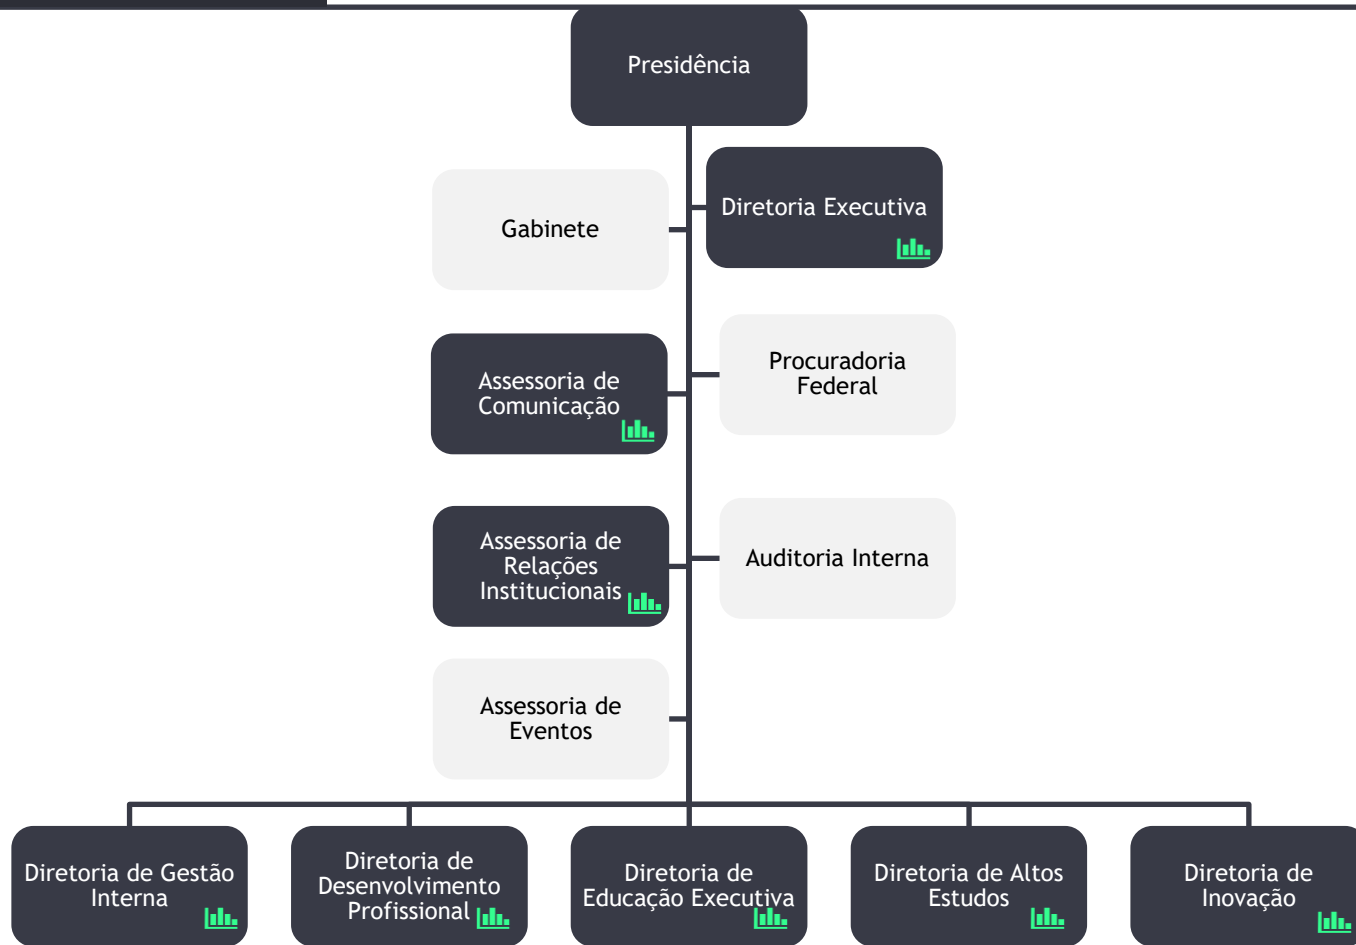 Presidência
Diretoria Executiva
Gabinete
Procuradoria
Federal
Assessoria de
Comunicação
Assessoria de
Relações
Institucionais
Auditoria Interna
Assessoria de
Eventos
Diretoria de Gestão
Interna
Diretoria de
Desenvolvimento
Profissional
Diretoria de
Educação Executiva
Diretoria de Altos
Estudos
Diretoria de
Inovação